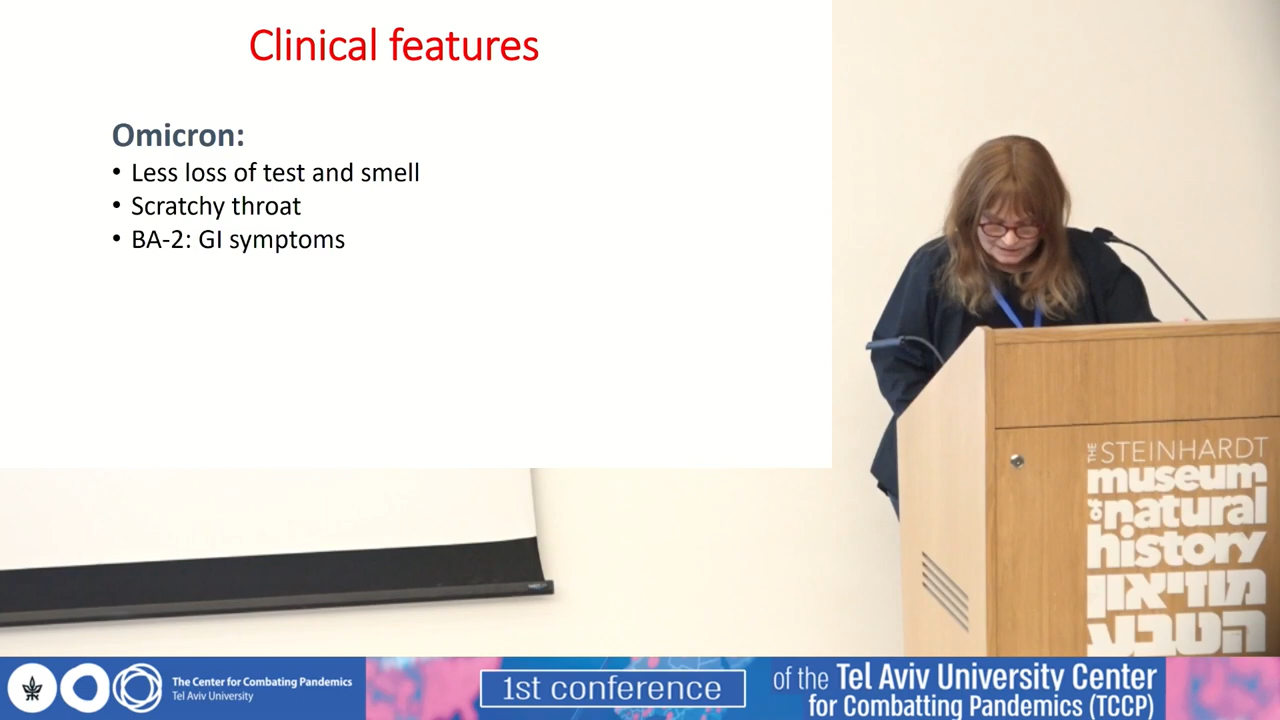 Clinical features
Omicron:
• Less loss of test and smell
• Scratchy throat
• BA-2: GI symptoms
THE STEINHARDT
museum
of natural
history
מוזיאון
הטבע
The Center for Combating Pandemics
Tel Aviv University
1st conference
of the Tel Aviv University Center
for Combatting Pandemics (TCCP)